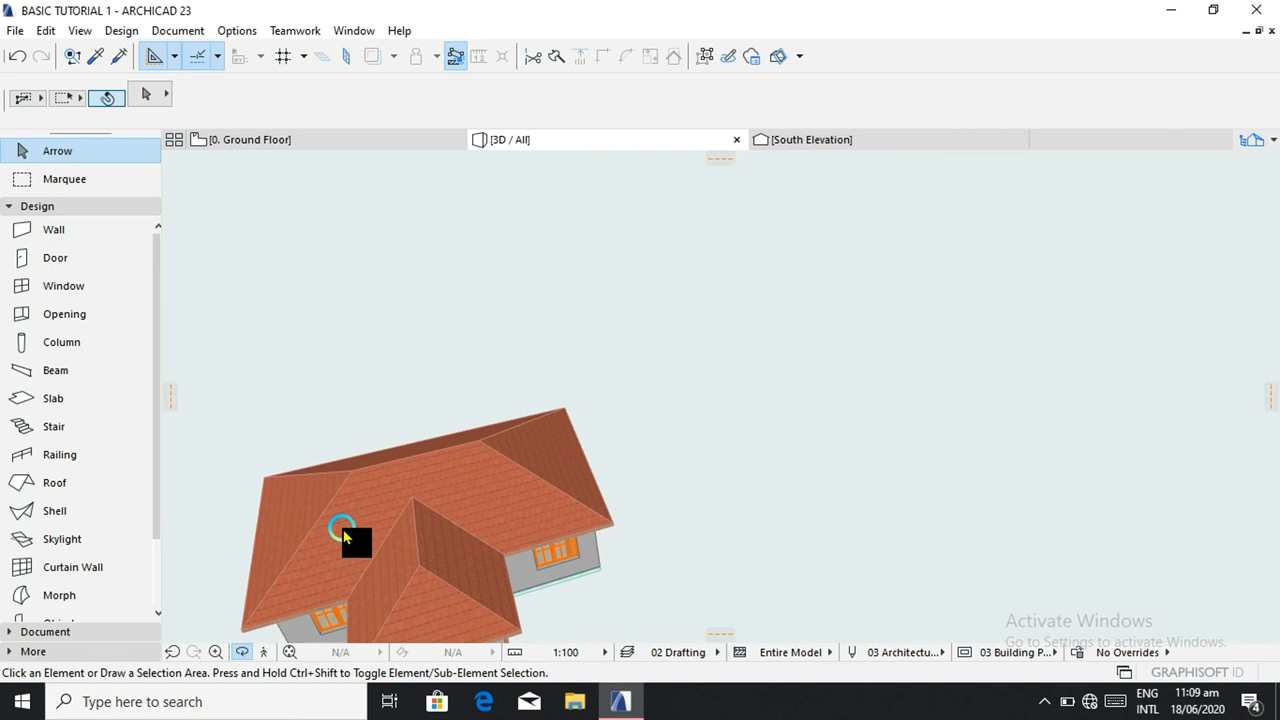 BASIC TUTORIAL 1 - ARCHICAD 23
File Edit View Design Document Options Teamwork Window Help
[0. Ground Floor] [3D / All] [South Elevation]
Arrow
Marquee
Design
Wall
Door
Window
Opening
Column
Beam
Slab
Stair
Railing
Roof
Shell
Skylight
Curtain Wall
Morph
Document
More
Activate Windows
Go to Settings to activate Windows.
N/A N/A 1:100 02 Drafting Entire Model 03 Architectu... 03 Building P... No Overrides
Click an Element or Draw a Selection Area. Press and Hold Ctrl+Shift to Toggle Element/Sub-Element Selection.
GRAPHISOFT ID
Type here to search
ENG
INTL
11:09 am
18/06/2020
4